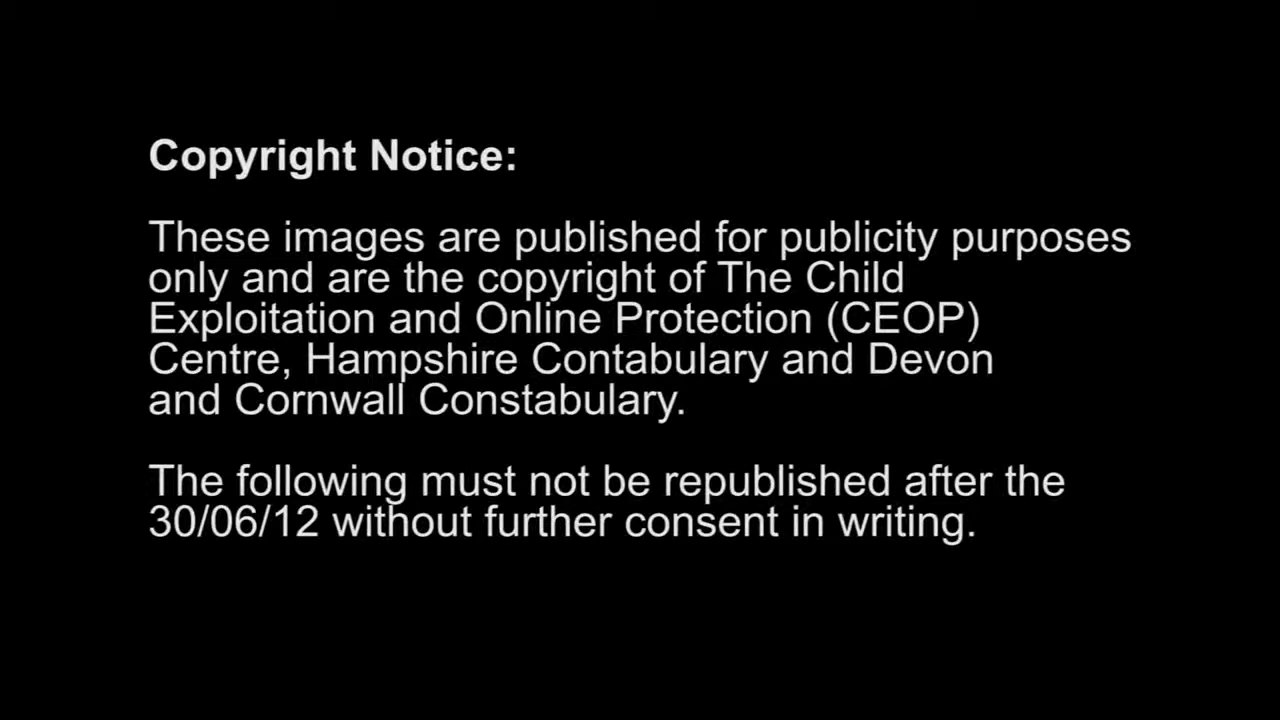 Copyright Notice:
These images are published for publicity purposes
only and are the copyright of The Child
Exploitation and Online Protection (CEOP)
Centre, Hampshire Contabulary and Devon
and Cornwall Constabulary.
The following must not be republished after the
30/06/12 without further consent in writing.